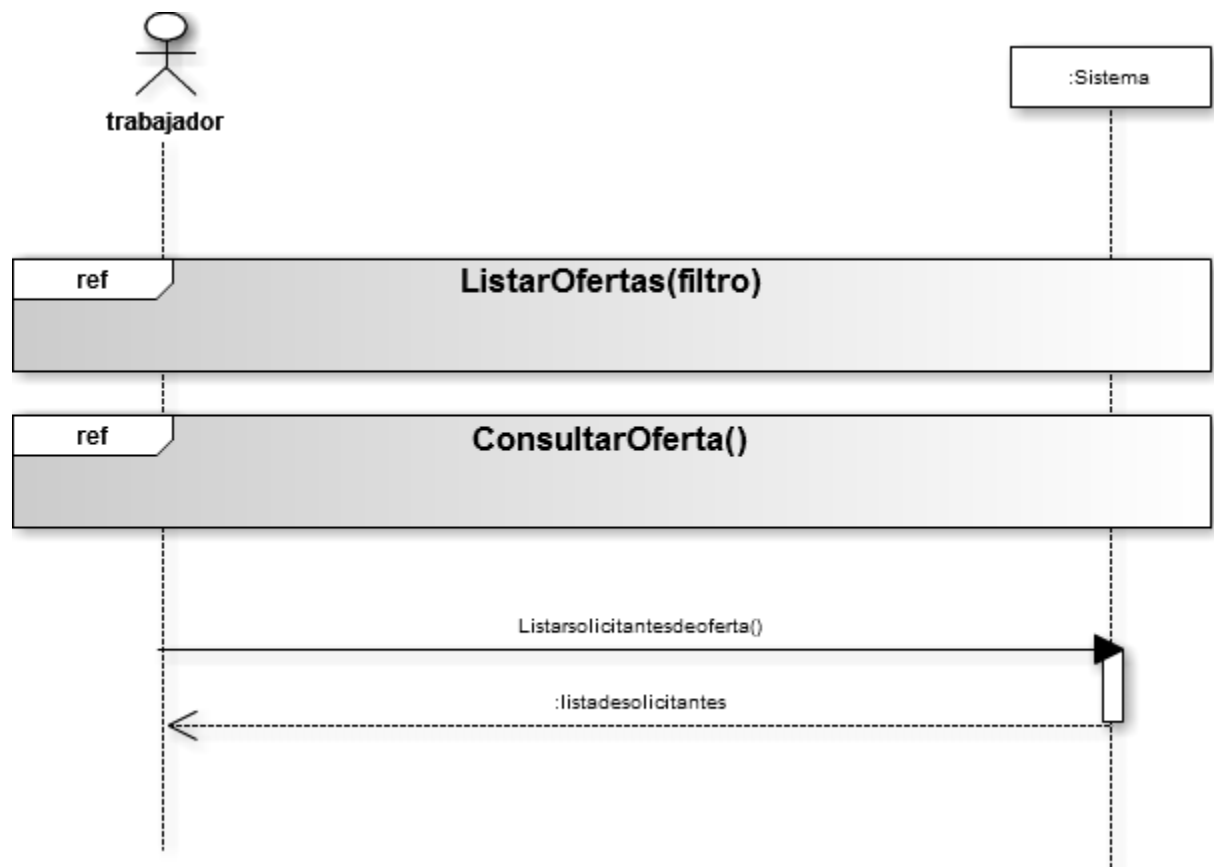 :Sistema
trabajador
ref
ListarOfertas(filtro)
ref
ConsultarOferta()
Listarsolicitantesdeoferta()
:listadesolicitantes